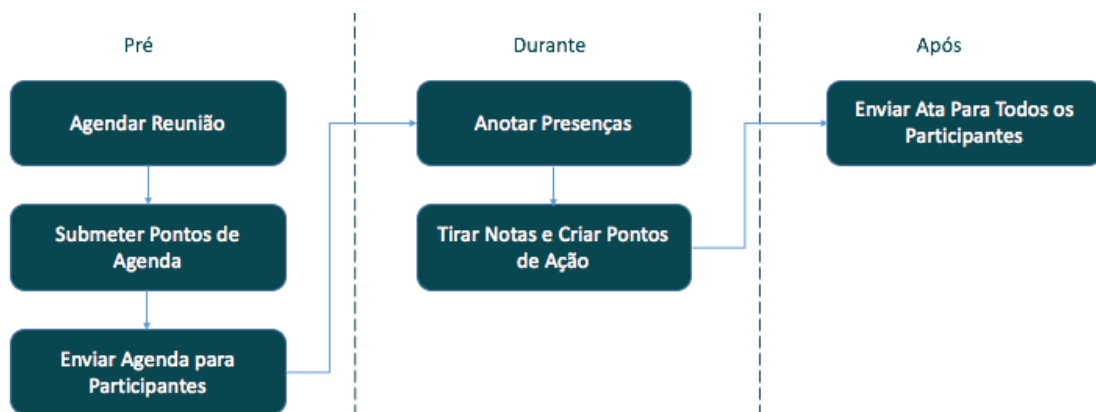 Pré
Durante
Após
Agendar Reunião
Submeter Pontos de
Agenda
Enviar Agenda para
Participantes
Anotar Presenças
Tirar Notas e Criar Pontos
de Ação
Enviar Ata Para Todos os
Participantes